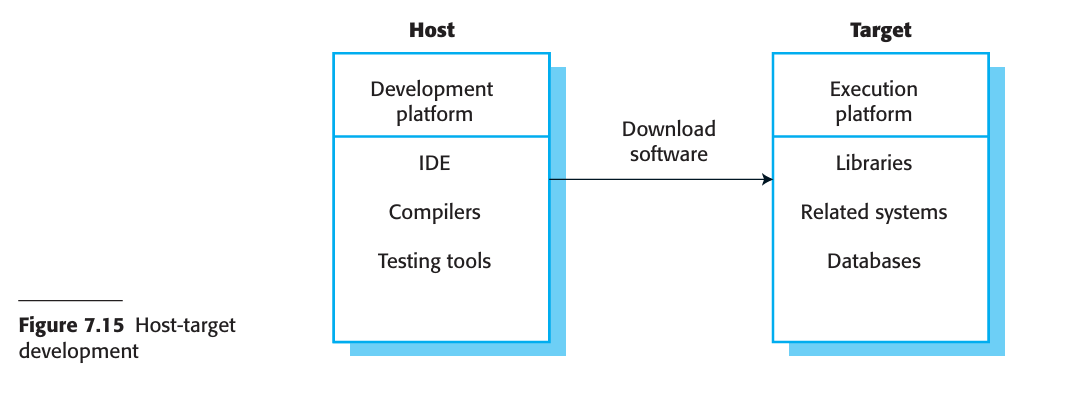 Host
Development
platform
IDE
Compilers
Testing tools
Download
software
Target
Execution
platform
Libraries
Related systems
Databases
Figure 7.15 Host-target
development